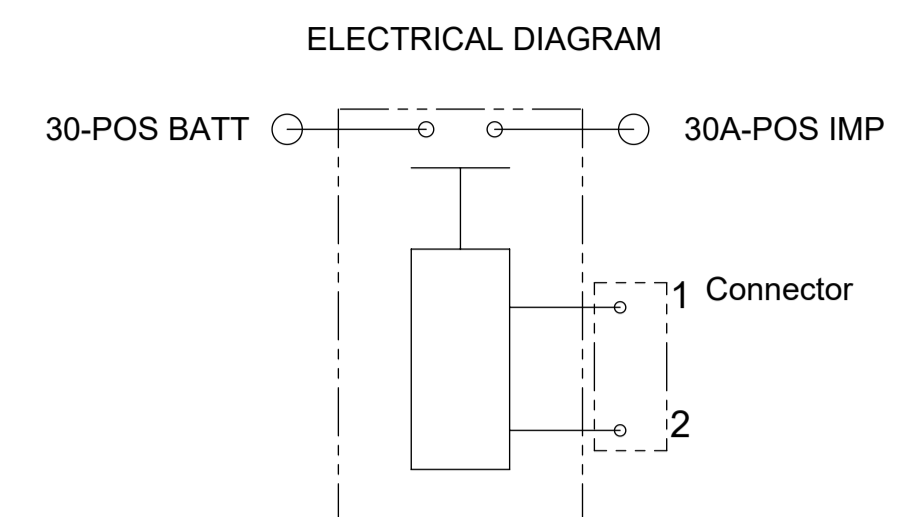 ELECTRICAL DIAGRAM
30-POS BATT
30A-POS IMP
1 Connector
2